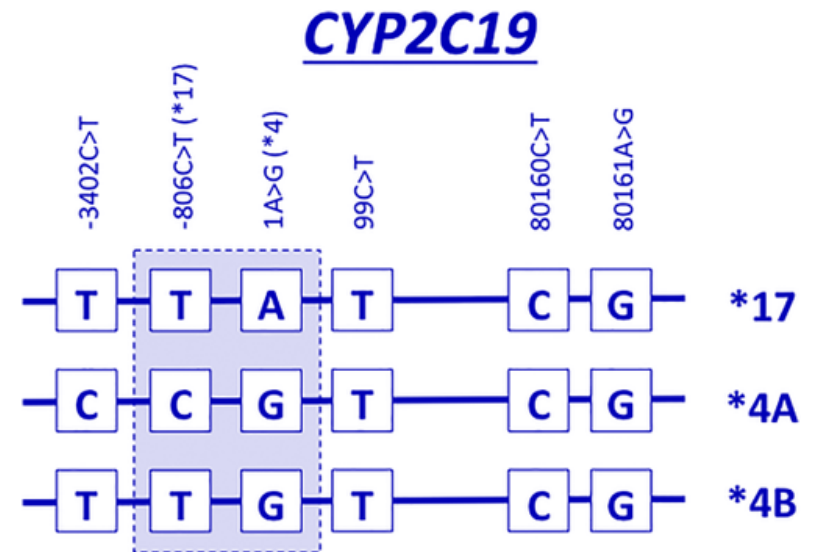 CYP2C19
-3402C>T
-806C>T (*17)
1A>G (*4)
99C>T
80160C>T
80161A>G
T T A T C G *17
C C G T C G *4A
T T G T C G *4B